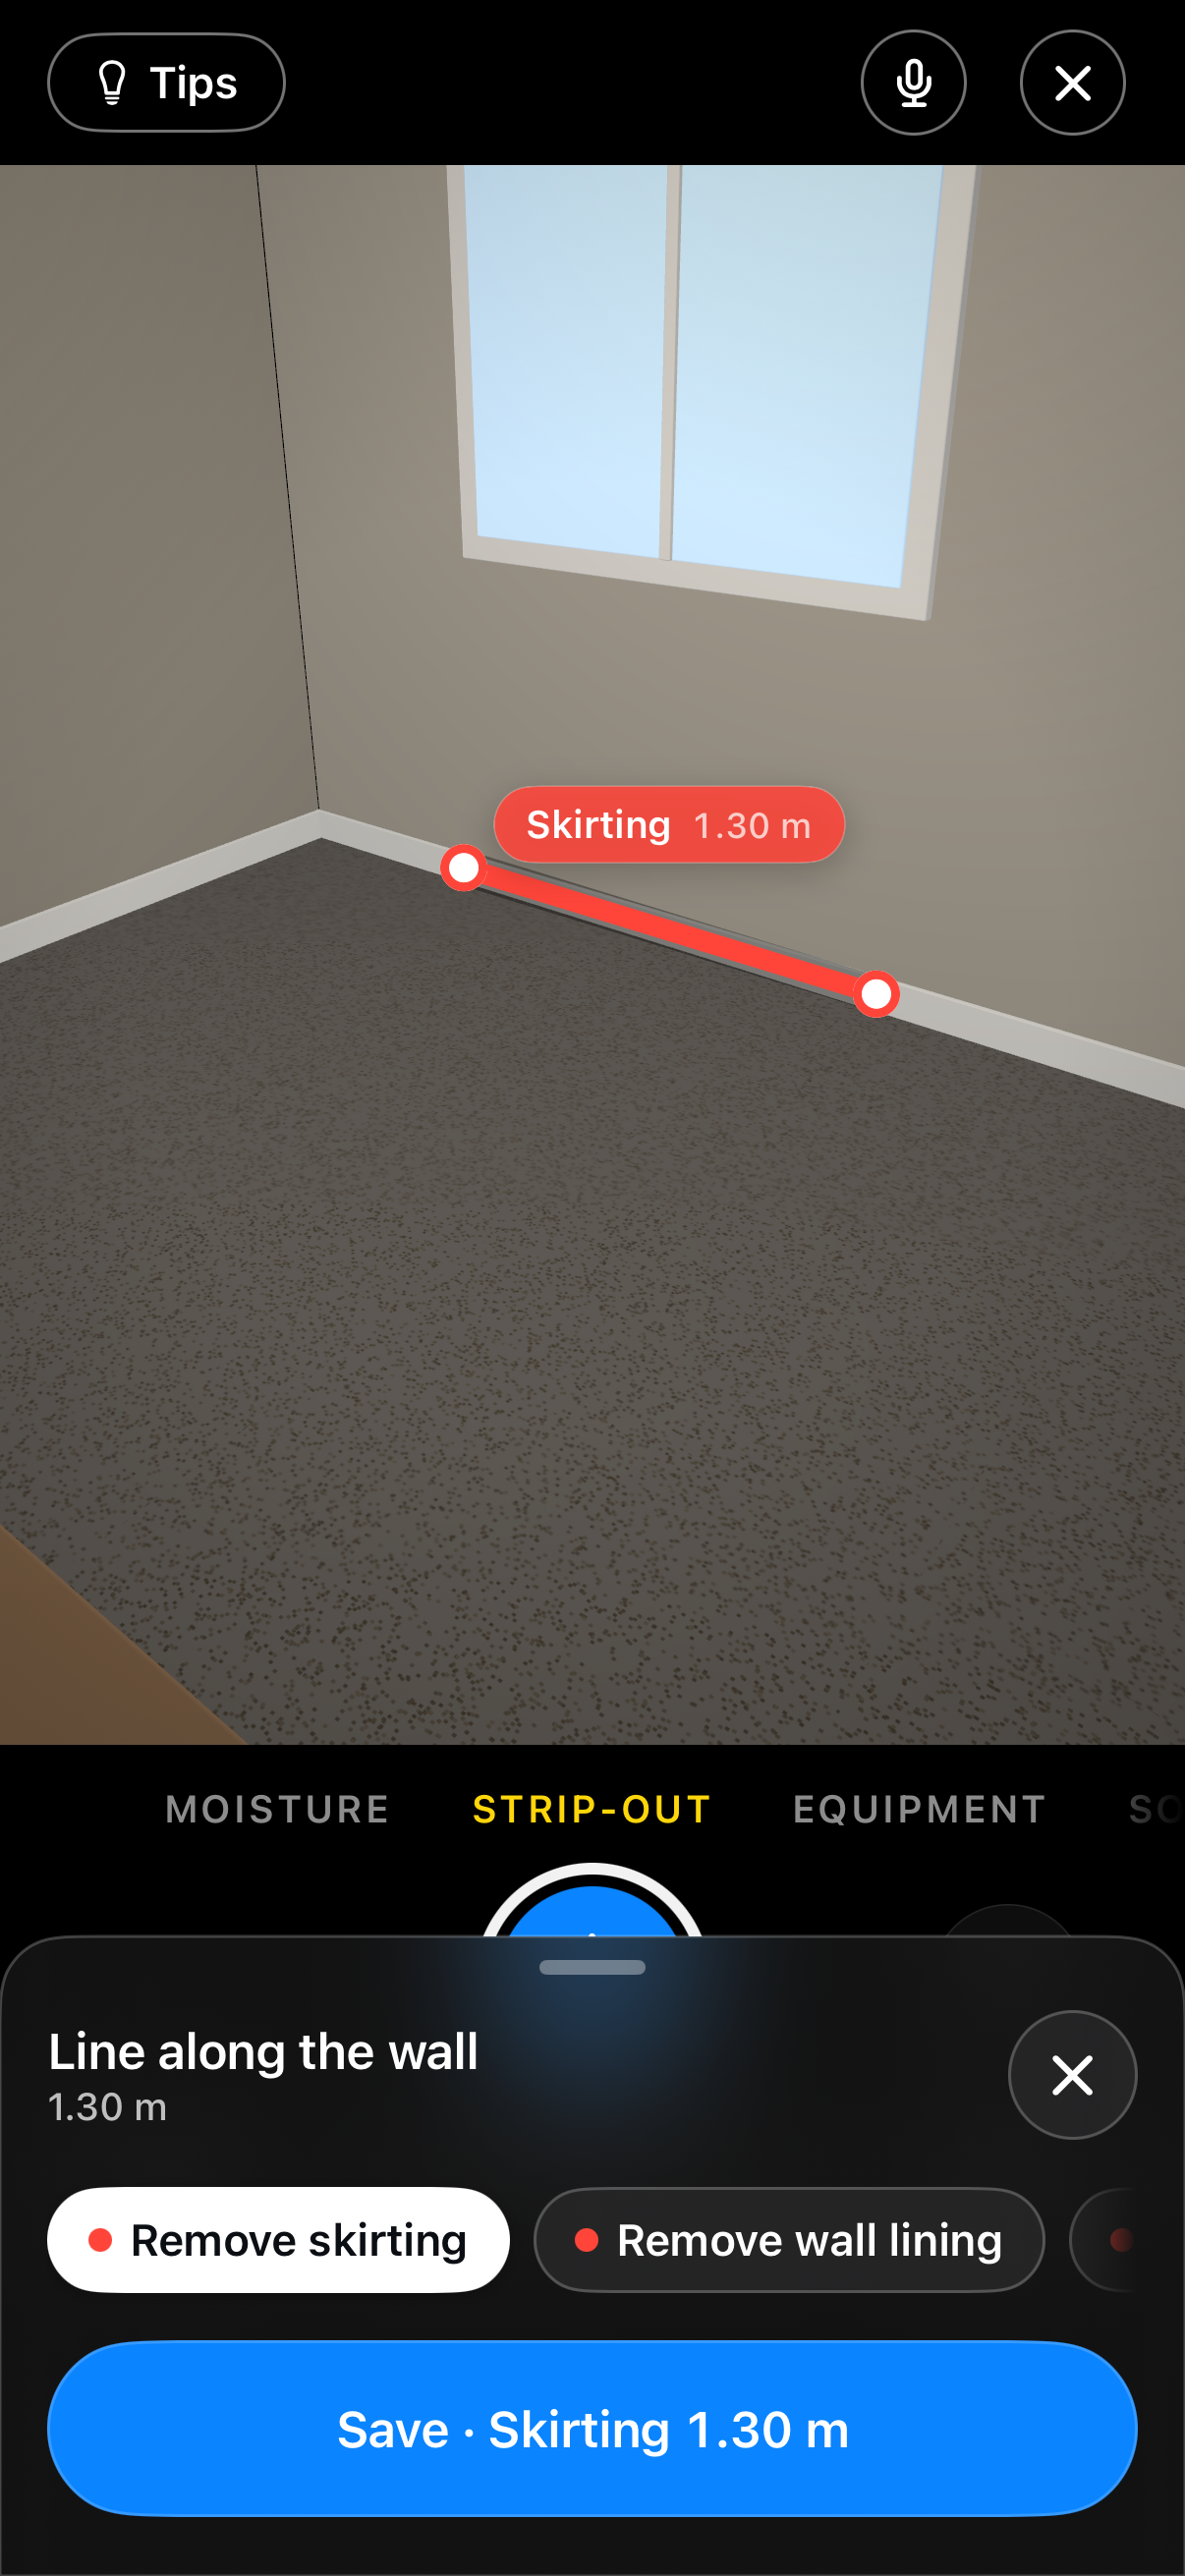 Tips
Skirting 1.30 m
MOISTURE STRIP-OUT EQUIPMENT
Line along the wall
1.30 m
Remove skirting Remove wall lining
Save · Skirting 1.30 m